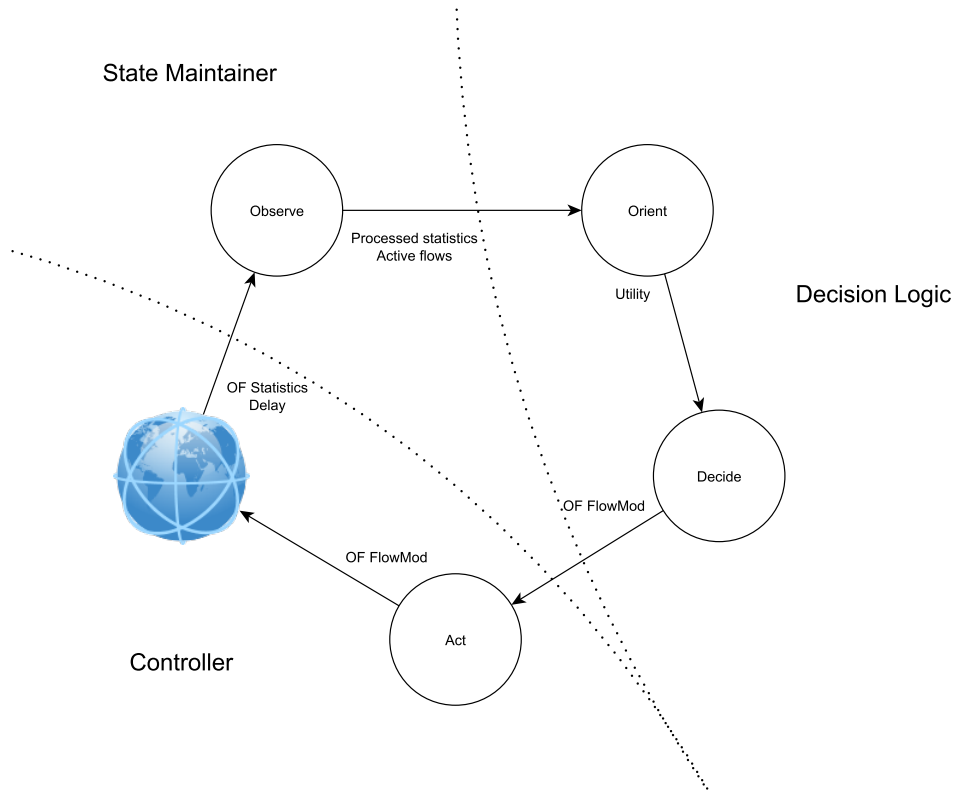 State Maintainer
Observe
Orient
Processed statistics
Active flows
Utility
Decision Logic
OF Statistics
Delay
Decide
OF FlowMod
OF FlowMod
Act
Controller